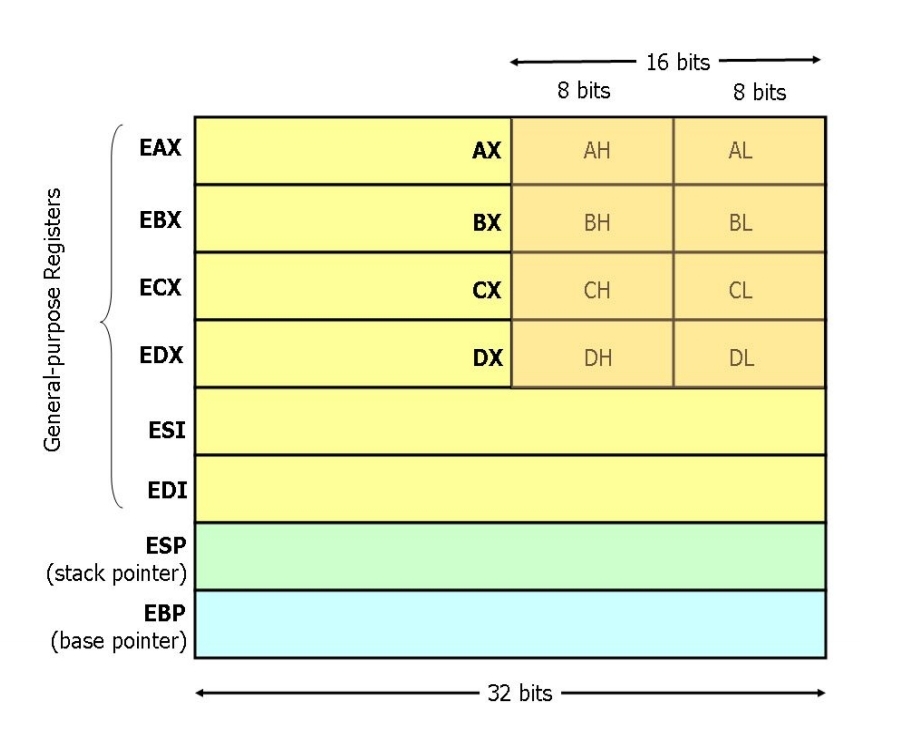 16 bits
8 bits 8 bits
General-purpose Registers
EAX AX AH AL
EBX BX BH BL
ECX CX CH CL
EDX DX DH DL
ESI
EDI
ESP
(stack pointer)
EBP
(base pointer)
32 bits